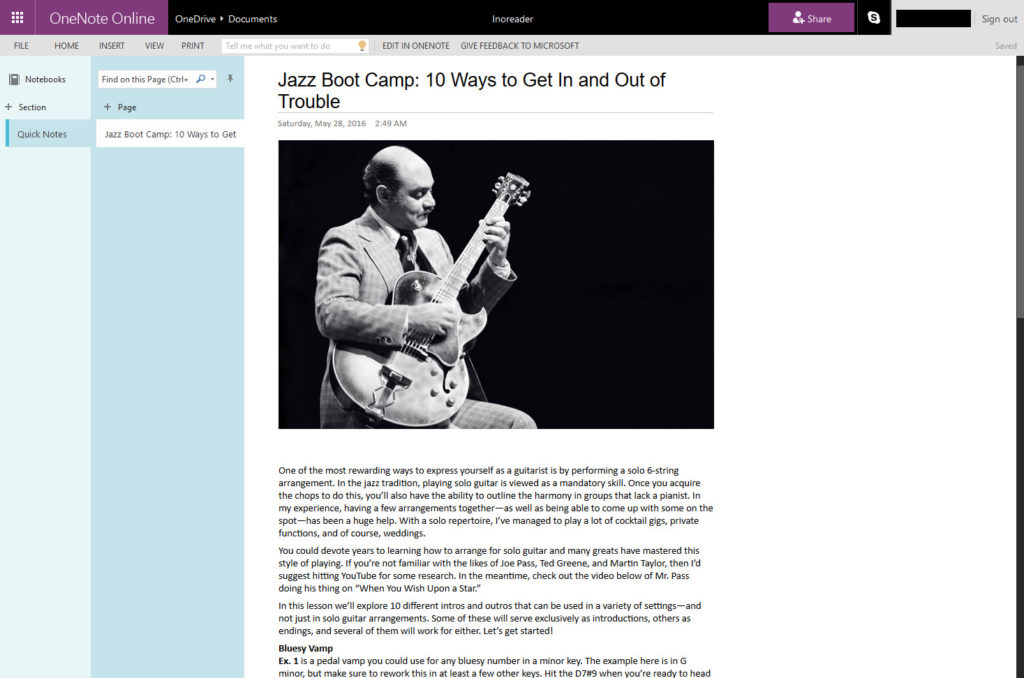 OneNote Online
OneDrive ▸ Documents
Inoreader
Share
Sign out
FILE HOME INSERT VIEW PRINT Tell me what you want to do EDIT IN ONENOTE GIVE FEEDBACK TO MICROSOFT Saved
Notebooks
+ Section
Quick Notes
Find on this Page (Ctrl+
+ Page
Jazz Boot Camp: 10 Ways to Get
Jazz Boot Camp: 10 Ways to Get In and Out of
Trouble
Saturday, May 28, 2016 2:49 AM
One of the most rewarding ways to express yourself as a guitarist is by performing a solo 6-string
arrangement. In the jazz tradition, playing solo guitar is viewed as a mandatory skill. Once you acquire
the chops to do this, you’ll also have the ability to outline the harmony in groups that lack a pianist. In
my experience, having a few arrangements together—as well as being able to come up with some on the
spot—has been a huge help. With a solo repertoire, I’ve managed to play a lot of cocktail gigs, private
functions, and of course, weddings.
You could devote years to learning how to arrange for solo guitar and many greats have mastered this
style of playing. If you’re not familiar with the likes of Joe Pass, Ted Greene, and Martin Taylor, then I’d
suggest hitting YouTube for some research. In the meantime, check out the video below of Mr. Pass
doing his thing on “When You Wish Upon a Star.”
In this lesson we’ll explore 10 different intros and outros that can be used in a variety of settings—and
not just in solo guitar arrangements. Some of these will serve exclusively as introductions, others as
endings, and several of them will work for either. Let’s get started!
Bluesy Vamp
Ex. 1 is a pedal vamp you could use for any bluesy number in a minor key. The example here is in G
minor, but make sure to rework this in at least a few other keys. Hit the D7#9 when you’re ready to head